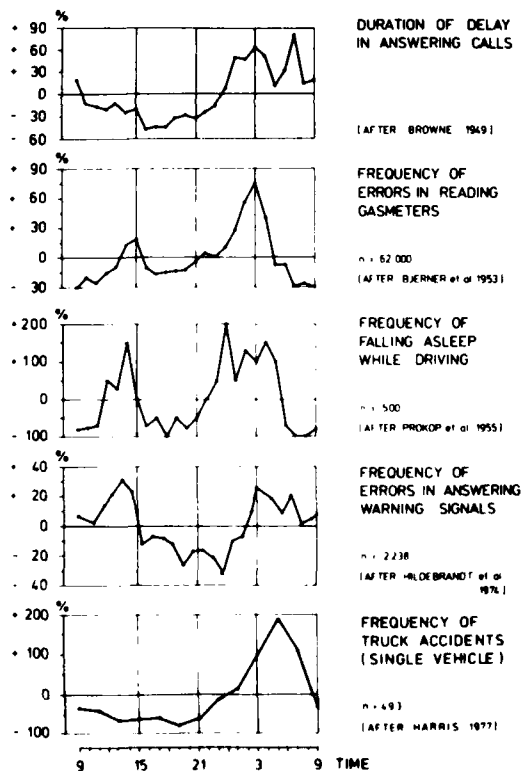 %
+ 90
+ 60
+ 30
0
- 30
- 60
DURATION OF DELAY
IN ANSWERING CALLS
[AFTER BROWNE 1949]
%
+ 90
+ 60
+ 30
0
- 30
FREQUENCY OF
ERRORS IN READING
GASMETERS
n = 62 000
[AFTER BJERNER et al 1953]
%
+ 200
+ 100
0
- 100
FREQUENCY OF
FALLING ASLEEP
WHILE DRIVING
n = 500
[AFTER PROKOP et al 1955]
%
+ 40
+ 20
0
- 20
- 40
FREQUENCY OF
ERRORS IN ANSWERING
WARNING SIGNALS
n = 2238
[AFTER HILDEBRANDT et al
1974]
%
+ 200
+ 100
0
- 100
FREQUENCY OF
TRUCK ACCIDENTS
(SINGLE VEHICLE)
n = 493
[AFTER HARRIS 1977]
9 15 21 3 9 TIME